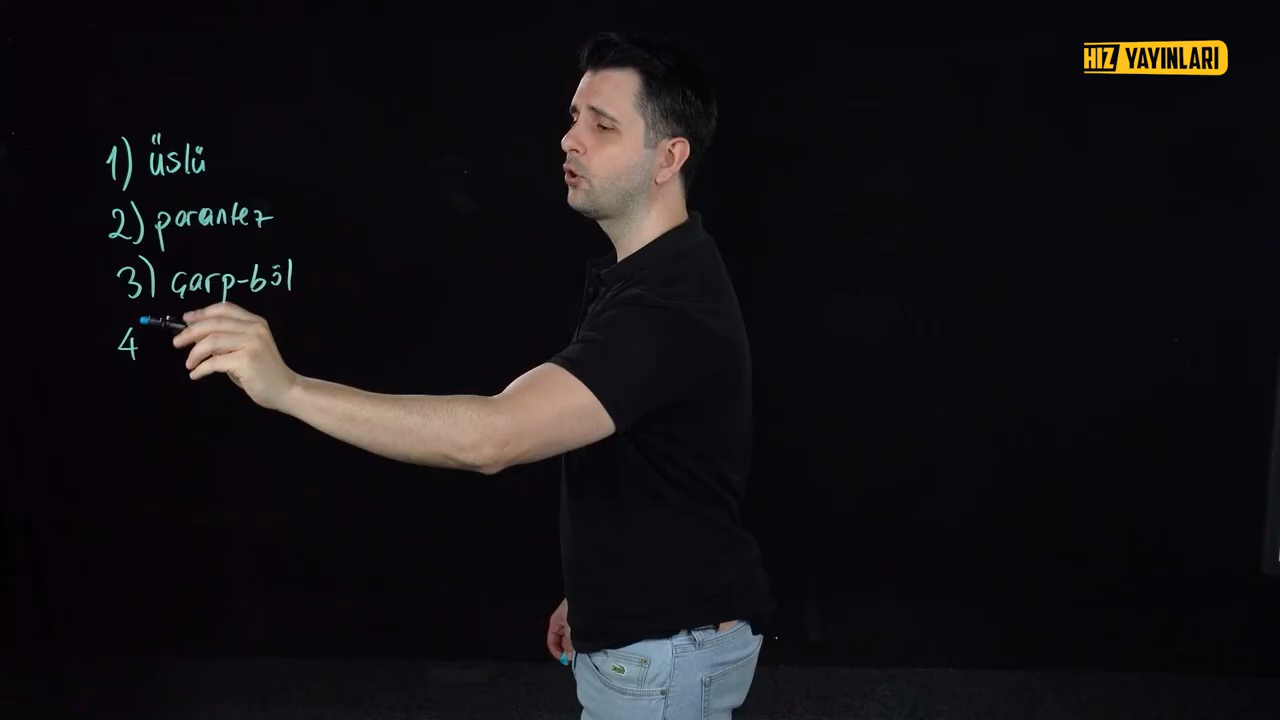 HIZ YAYINLARI
1) üslü
2) parantez
3) çarp-böl
4